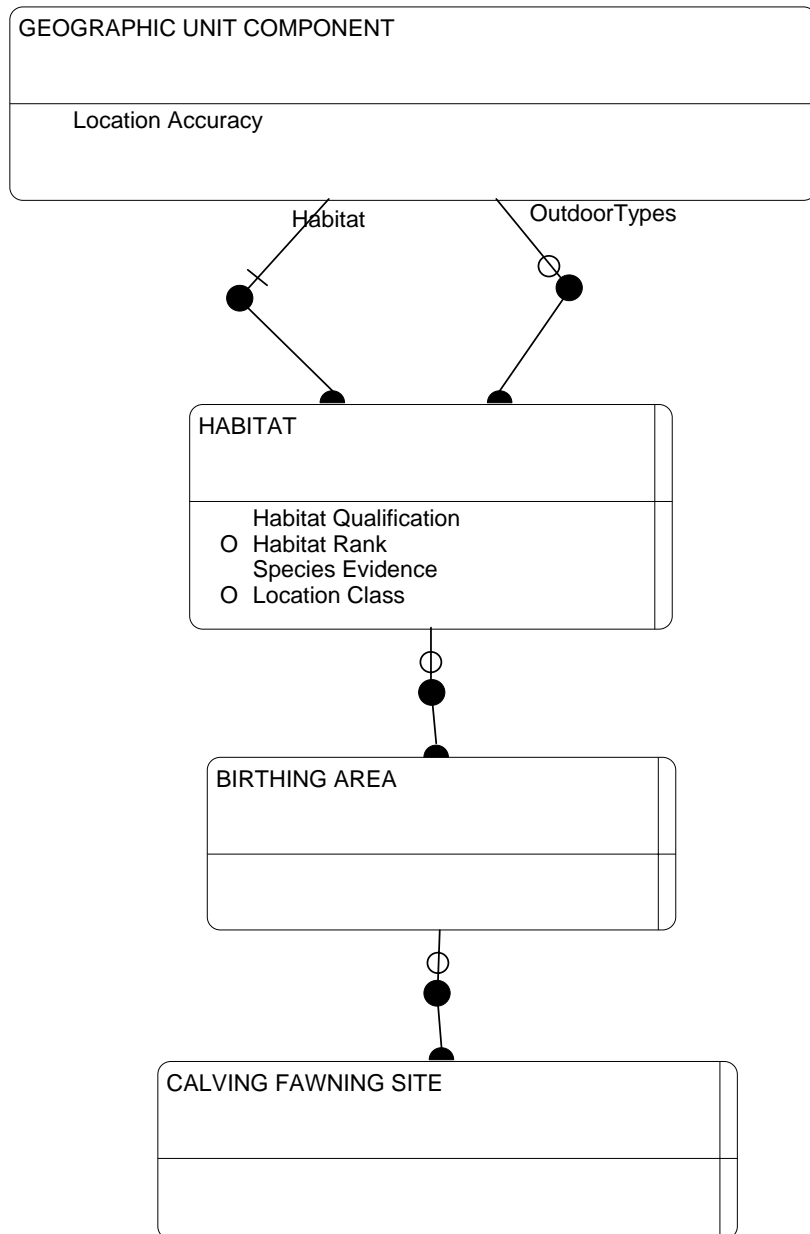 GEOGRAPHIC UNIT COMPONENT
Location Accuracy
Habitat
OutdoorTypes
HABITAT
Habitat Qualification
O Habitat Rank
Species Evidence
O Location Class
BIRTHING AREA
CALVING FAWNING SITE